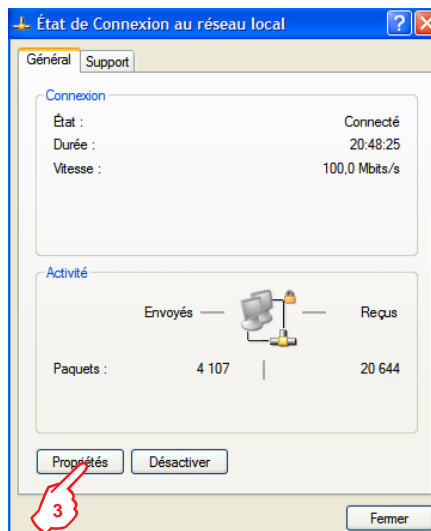 État de Connexion au réseau local
Général Support
Connexion
État : Connecté
Durée : 20:48:25
Vitesse : 100,0 Mbits/s
Activité
Envoyés — — Reçus
Paquets : 4 107 | 20 644
Propriétés Désactiver
3
Fermer